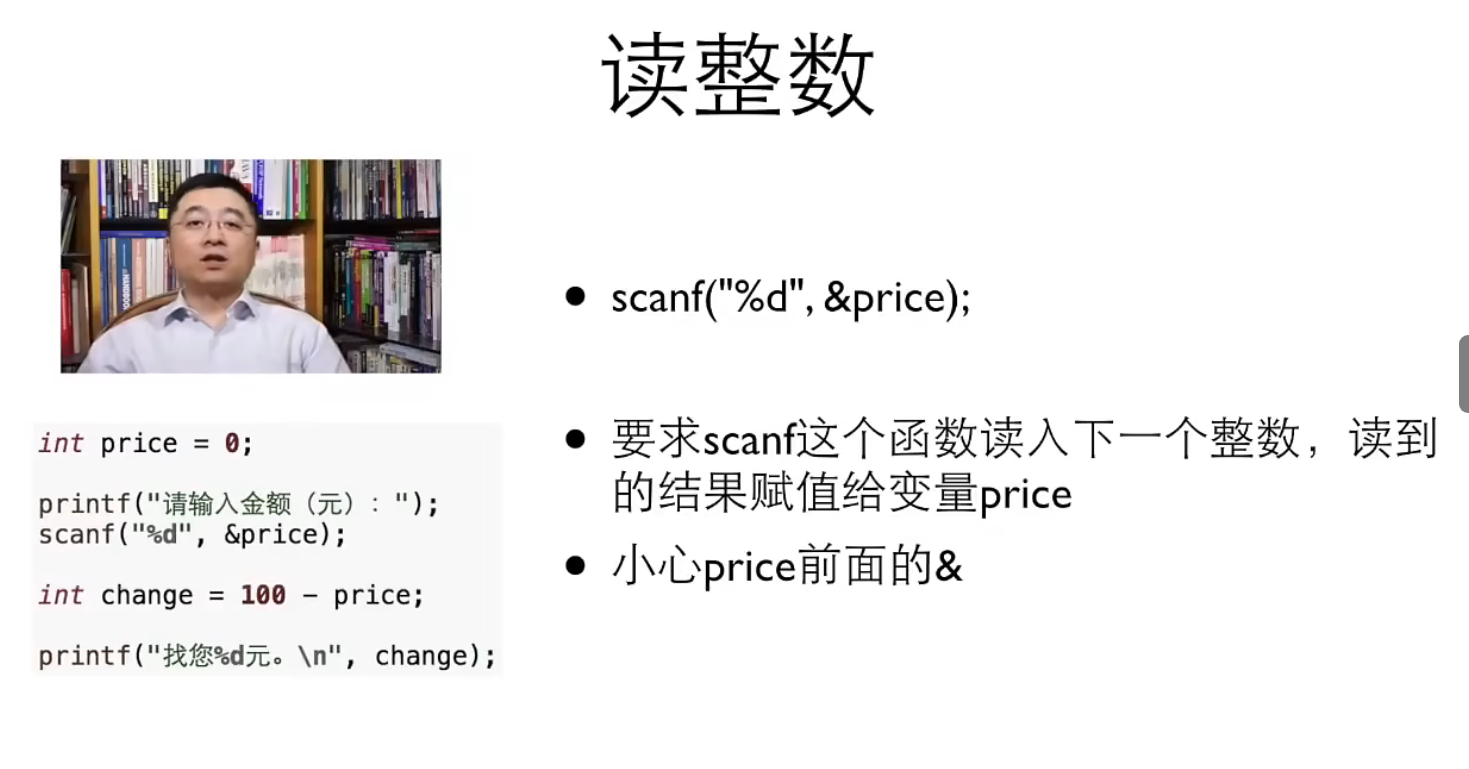 读整数
int price = 0;
printf("请输入金额（元）：");
scanf("%d", &price);
int change = 100 − price;
printf("找您%d元。\n", change);
• scanf("%d", &price);
• 要求scanf这个函数读入下一个整数，读到
的结果赋值给变量price
• 小心price前面的&